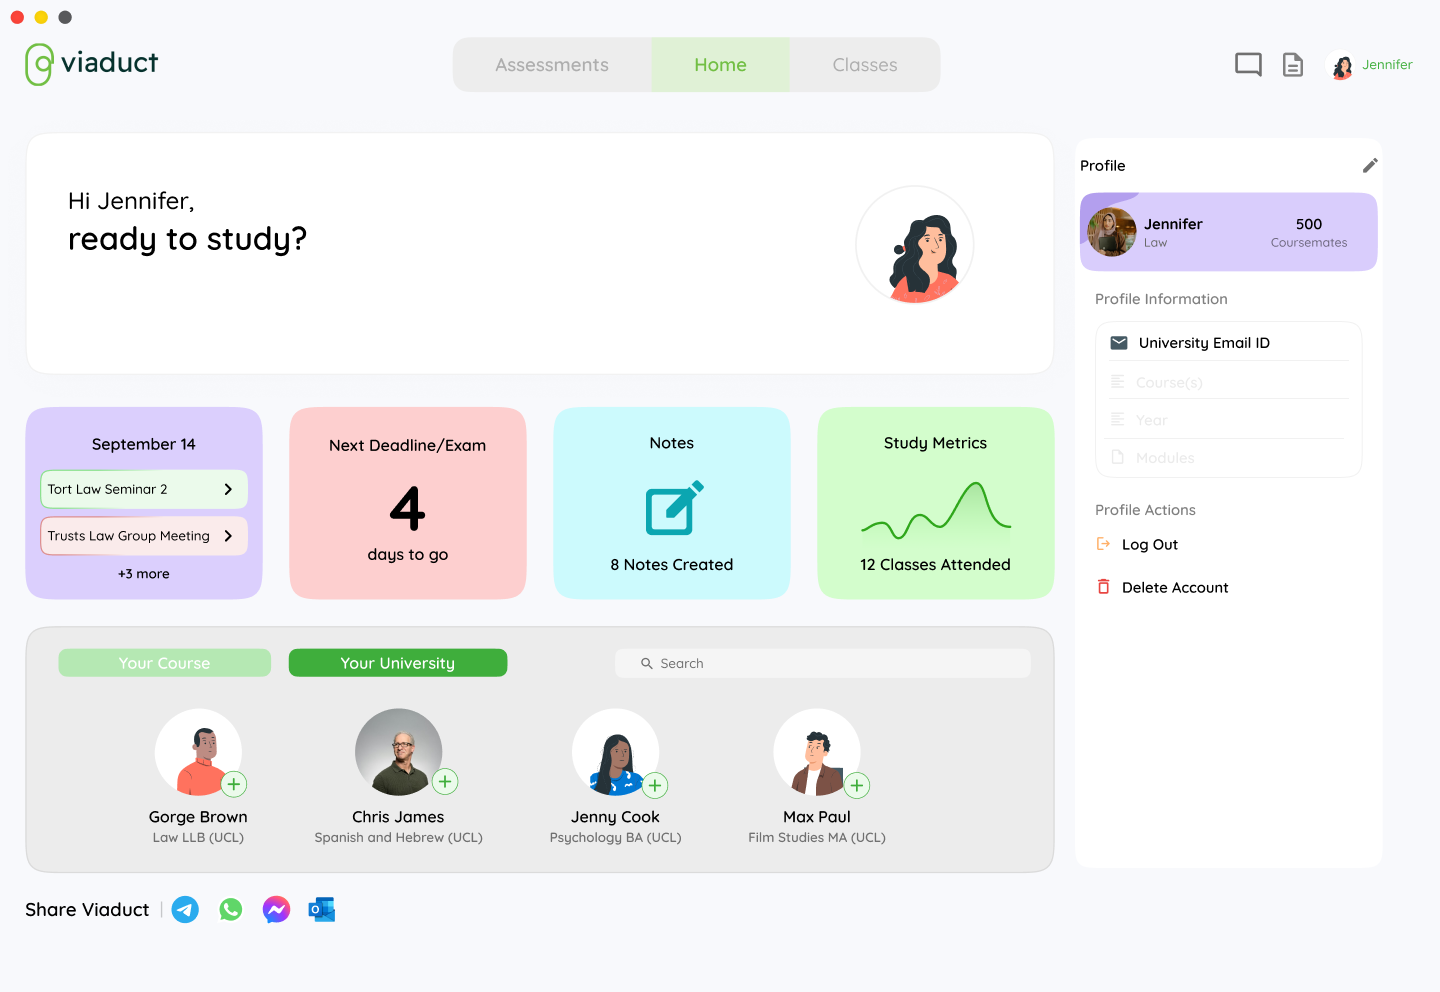 viaduct
Assessments
Home
Classes
Jennifer
Hi Jennifer,
ready to study?
Profile
Jennifer
Law
500
Coursemates
Profile Information
University Email ID
Course(s)
Year
Modules
Profile Actions
Log Out
Delete Account
September 14
Tort Law Seminar 2
Trusts Law Group Meeting
+3 more
Next Deadline/Exam
4
days to go
Notes
8 Notes Created
Study Metrics
12 Classes Attended
Your Course
Your University
Search
Gorge Brown
Law LLB (UCL)
Chris James
Spanish and Hebrew (UCL)
Jenny Cook
Psychology BA (UCL)
Max Paul
Film Studies MA (UCL)
Share Viaduct